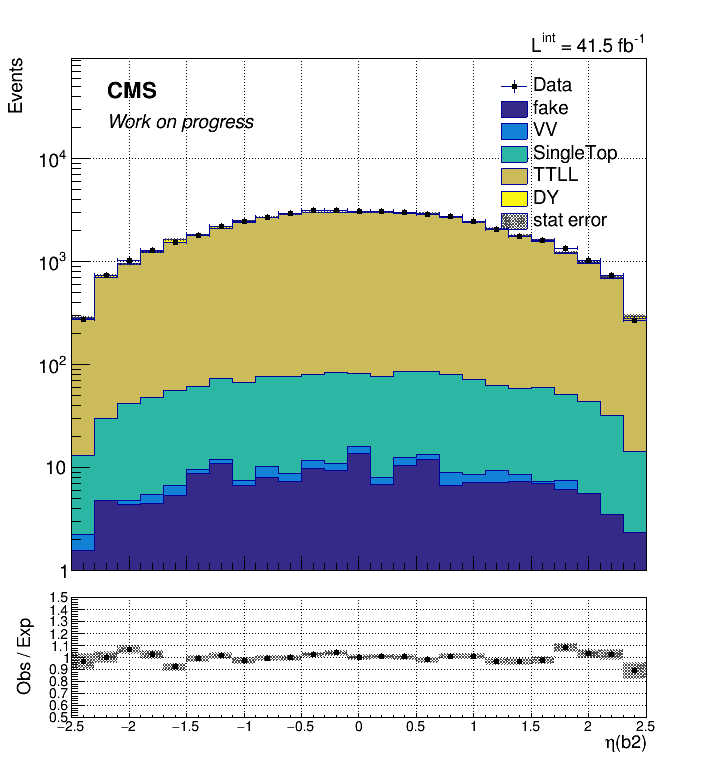 L^int = 41.5 fb^-1
Events
CMS
Work on progress
Data
fake
VV
SingleTop
TTLL
DY
stat error
10^4
10^3
10^2
10
1
Obs / Exp
1.5
1.4
1.3
1.2
1.1
1
0.9
0.8
0.7
0.6
0.5
−2.5 −2 −1.5 −1 −0.5 0 0.5 1 1.5 2 2.5
η(b2)